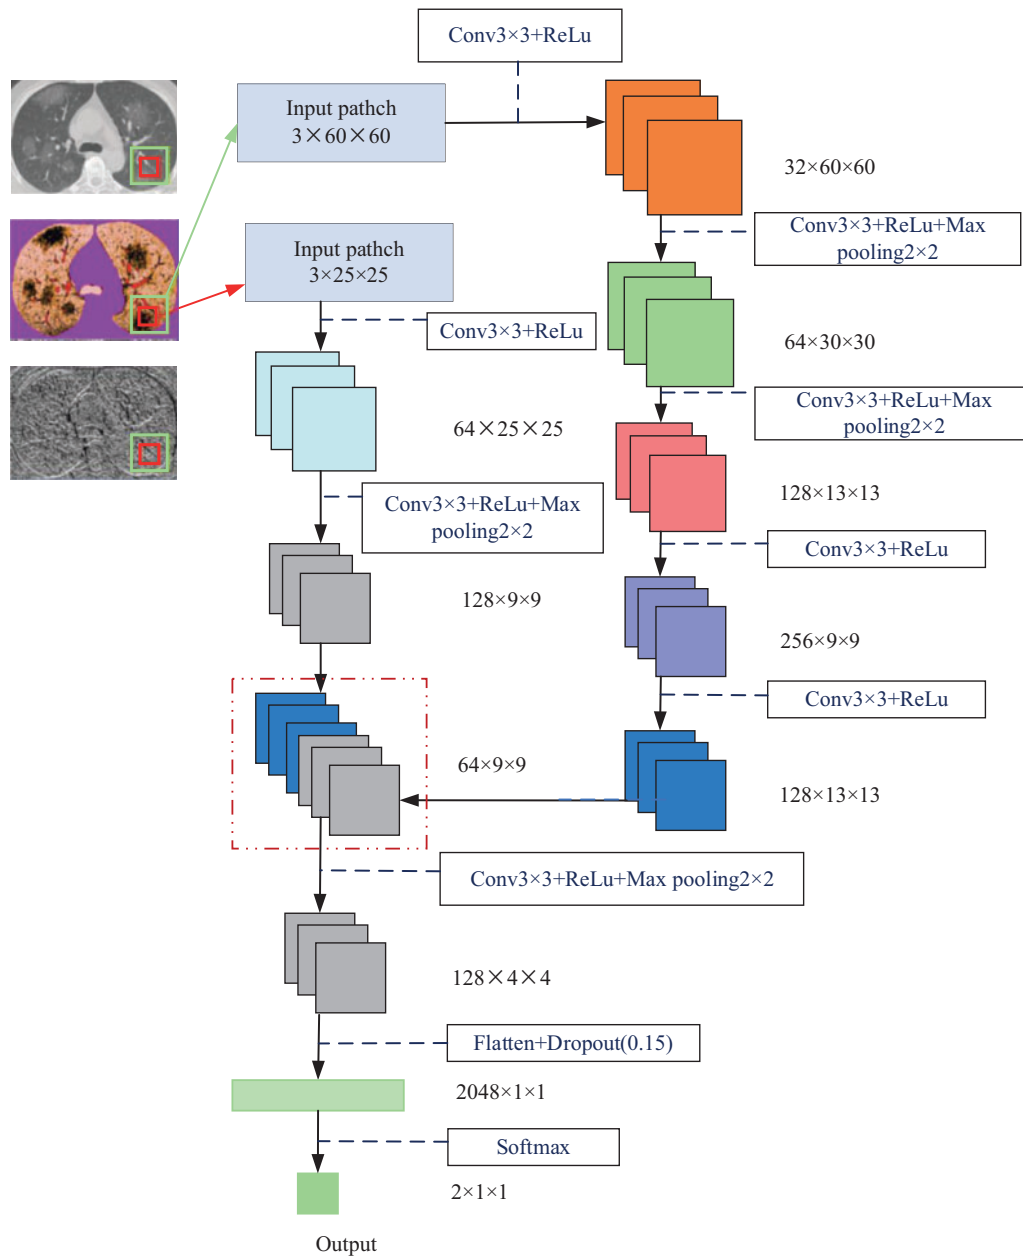 Conv3×3+ReLu
Input pathch
3×60×60
32×60×60
Conv3×3+ReLu+Max
pooling2×2
Input pathch
3×25×25
Conv3×3+ReLu
64×30×30
Conv3×3+ReLu+Max
pooling2×2
64×25×25
128×13×13
Conv3×3+ReLu+Max
pooling2×2
Conv3×3+ReLu
128×9×9
256×9×9
Conv3×3+ReLu
64×9×9
128×13×13
Conv3×3+ReLu+Max pooling2×2
128×4×4
Flatten+Dropout(0.15)
2048×1×1
Softmax
2×1×1
Output